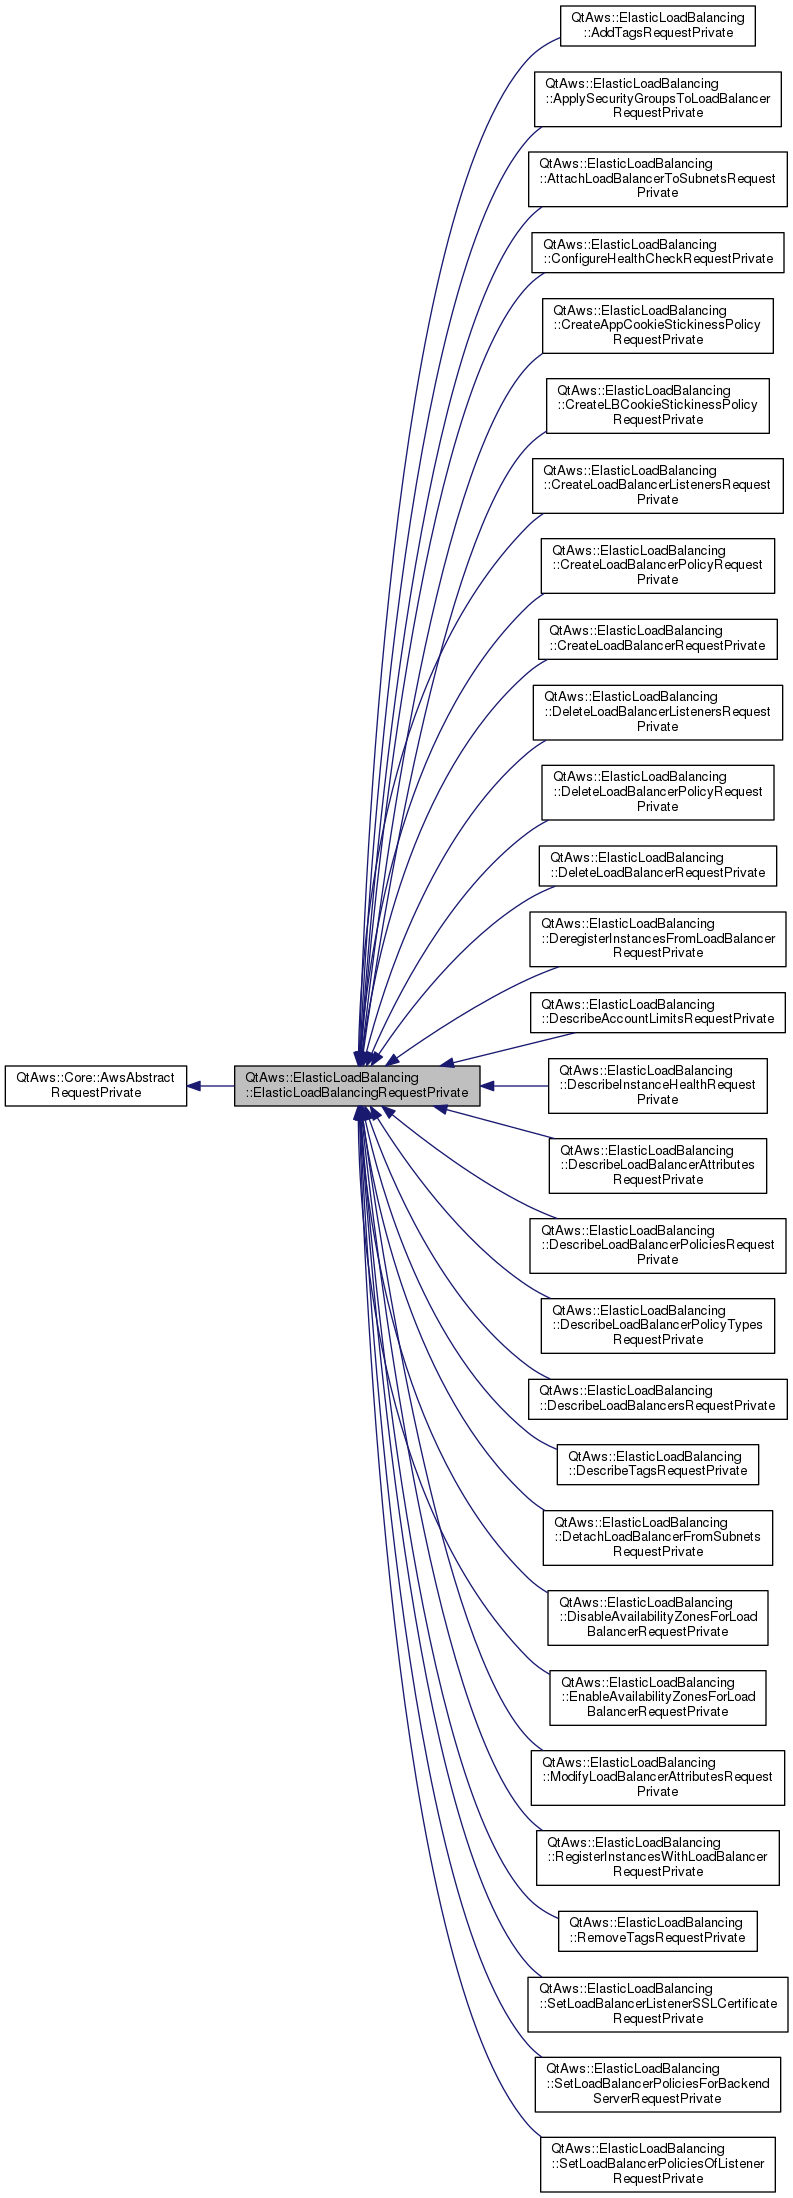 QtAws::ElasticLoadBalancing
::AddTagsRequestPrivate
QtAws::ElasticLoadBalancing
::ApplySecurityGroupsToLoadBalancer
RequestPrivate
QtAws::ElasticLoadBalancing
::AttachLoadBalancerToSubnetsRequest
Private
QtAws::ElasticLoadBalancing
::ConfigureHealthCheckRequestPrivate
QtAws::ElasticLoadBalancing
::CreateAppCookieStickinessPolicy
RequestPrivate
QtAws::ElasticLoadBalancing
::CreateLBCookieStickinessPolicy
RequestPrivate
QtAws::ElasticLoadBalancing
::CreateLoadBalancerListenersRequest
Private
QtAws::ElasticLoadBalancing
::CreateLoadBalancerPolicyRequest
Private
QtAws::ElasticLoadBalancing
::CreateLoadBalancerRequestPrivate
QtAws::ElasticLoadBalancing
::DeleteLoadBalancerListenersRequest
Private
QtAws::ElasticLoadBalancing
::DeleteLoadBalancerPolicyRequest
Private
QtAws::ElasticLoadBalancing
::DeleteLoadBalancerRequestPrivate
QtAws::ElasticLoadBalancing
::DeregisterInstancesFromLoadBalancer
RequestPrivate
QtAws::ElasticLoadBalancing
::DescribeAccountLimitsRequestPrivate
QtAws::Core::AwsAbstract
RequestPrivate
QtAws::ElasticLoadBalancing
::ElasticLoadBalancingRequestPrivate
QtAws::ElasticLoadBalancing
::DescribeInstanceHealthRequest
Private
QtAws::ElasticLoadBalancing
::DescribeLoadBalancerAttributes
RequestPrivate
QtAws::ElasticLoadBalancing
::DescribeLoadBalancerPoliciesRequest
Private
QtAws::ElasticLoadBalancing
::DescribeLoadBalancerPolicyTypes
RequestPrivate
QtAws::ElasticLoadBalancing
::DescribeLoadBalancersRequestPrivate
QtAws::ElasticLoadBalancing
::DescribeTagsRequestPrivate
QtAws::ElasticLoadBalancing
::DetachLoadBalancerFromSubnets
RequestPrivate
QtAws::ElasticLoadBalancing
::DisableAvailabilityZonesForLoad
BalancerRequestPrivate
QtAws::ElasticLoadBalancing
::EnableAvailabilityZonesForLoad
BalancerRequestPrivate
QtAws::ElasticLoadBalancing
::ModifyLoadBalancerAttributesRequest
Private
QtAws::ElasticLoadBalancing
::RegisterInstancesWithLoadBalancer
RequestPrivate
QtAws::ElasticLoadBalancing
::RemoveTagsRequestPrivate
QtAws::ElasticLoadBalancing
::SetLoadBalancerListenerSSLCertificate
RequestPrivate
QtAws::ElasticLoadBalancing
::SetLoadBalancerPoliciesForBackend
ServerRequestPrivate
QtAws::ElasticLoadBalancing
::SetLoadBalancerPoliciesOfListener
RequestPrivate